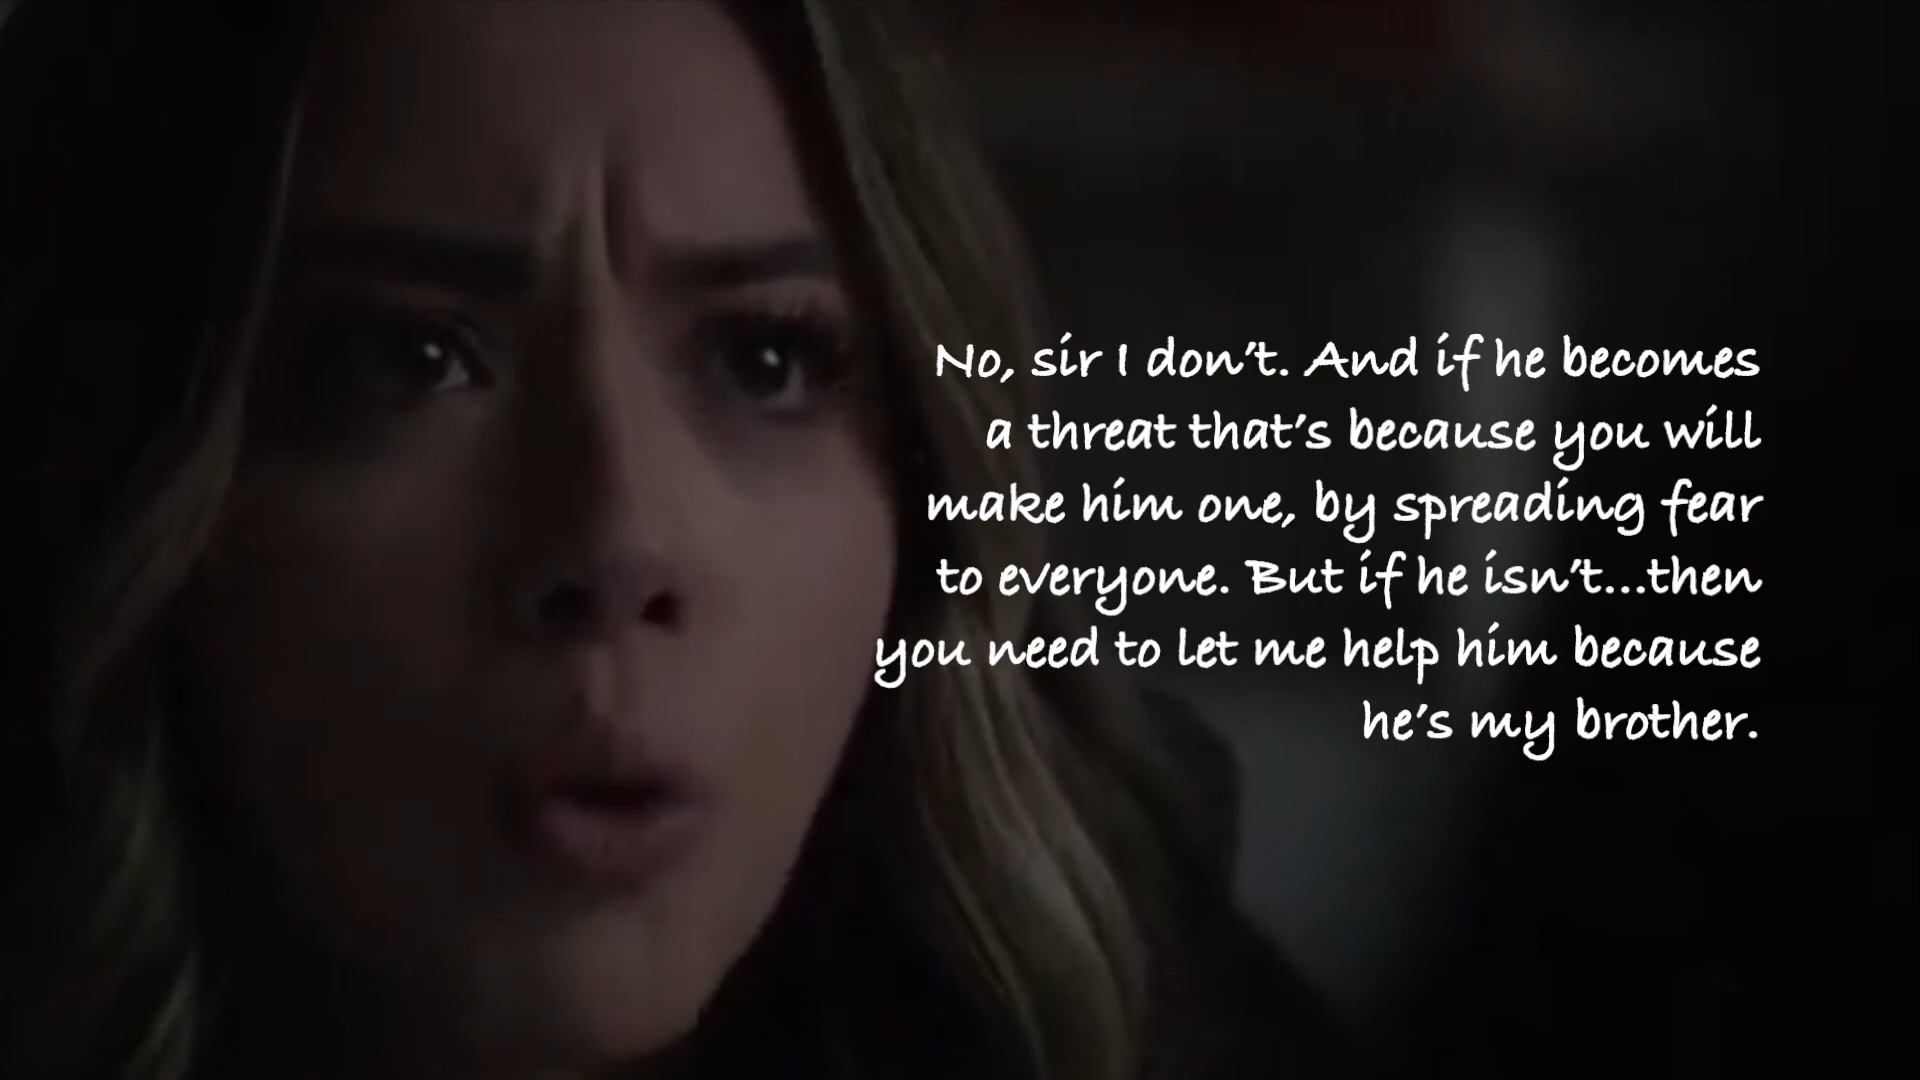 No, sir I don't. And if he becomes
a threat that's because you will
make him one, by spreading fear
to everyone. But if he isn't...then
you need to let me help him because
he's my brother.